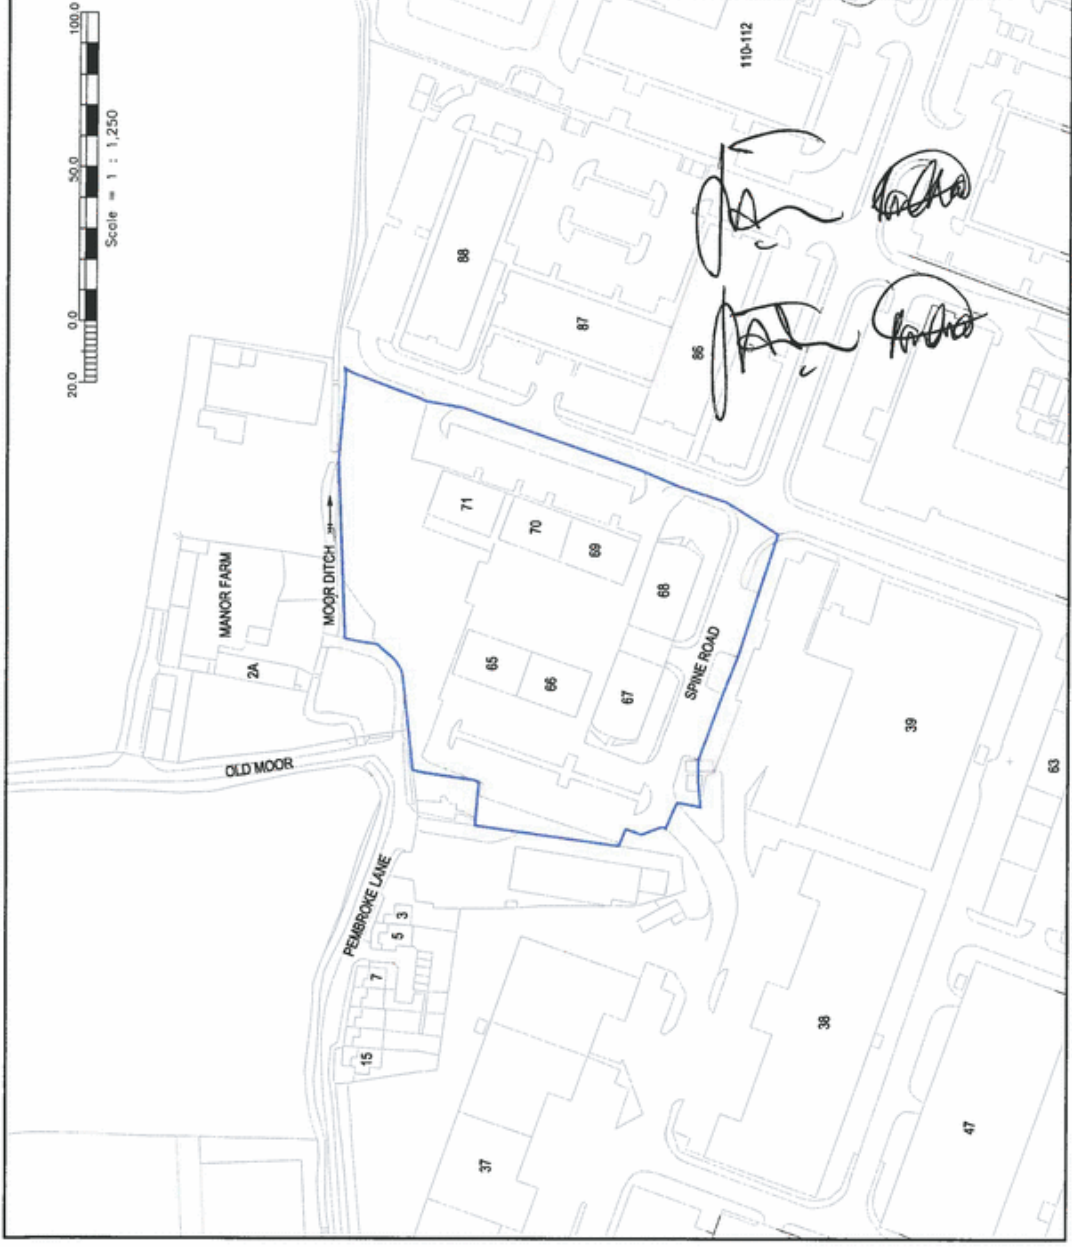 20.0 0.0 50.0 100.0
Scale = 1 : 1,250
110-112
MANOR FARM
2A
MOOR DITCH
OLD MOOR
PEMBROKE LANE
3
5
7
15
88
87
86
71
70
69
68
65
66
67
SPINE ROAD
39
63
38
37
47